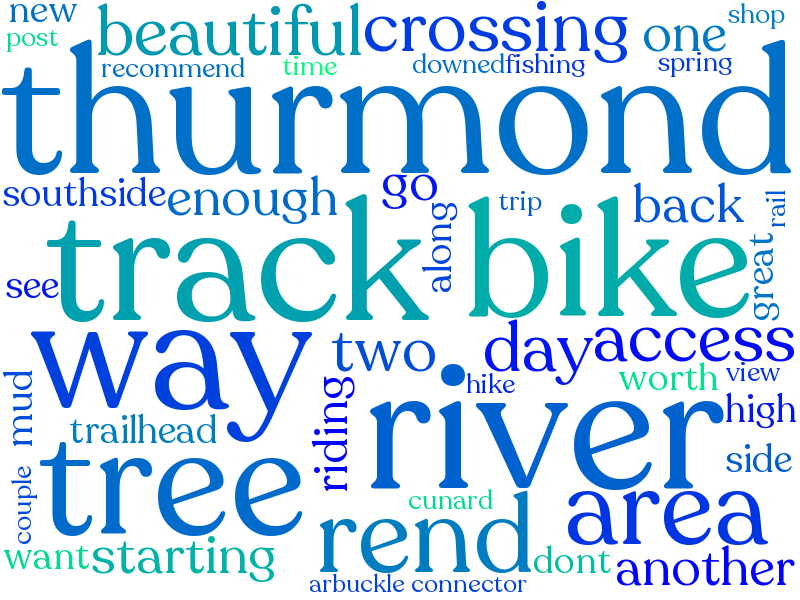 new
beautiful
crossing
one
shop
post
recommend
time
downed
fishing
spring
thurmond
southside
enough
go
trip
back
rail
track
along
bike
great
see
way
two
day
access
hike
worth
view
mud
trailhead
riding
river
high
tree
side
couple
cunard
area
want
starting
rend
dont
another
arbuckle connector